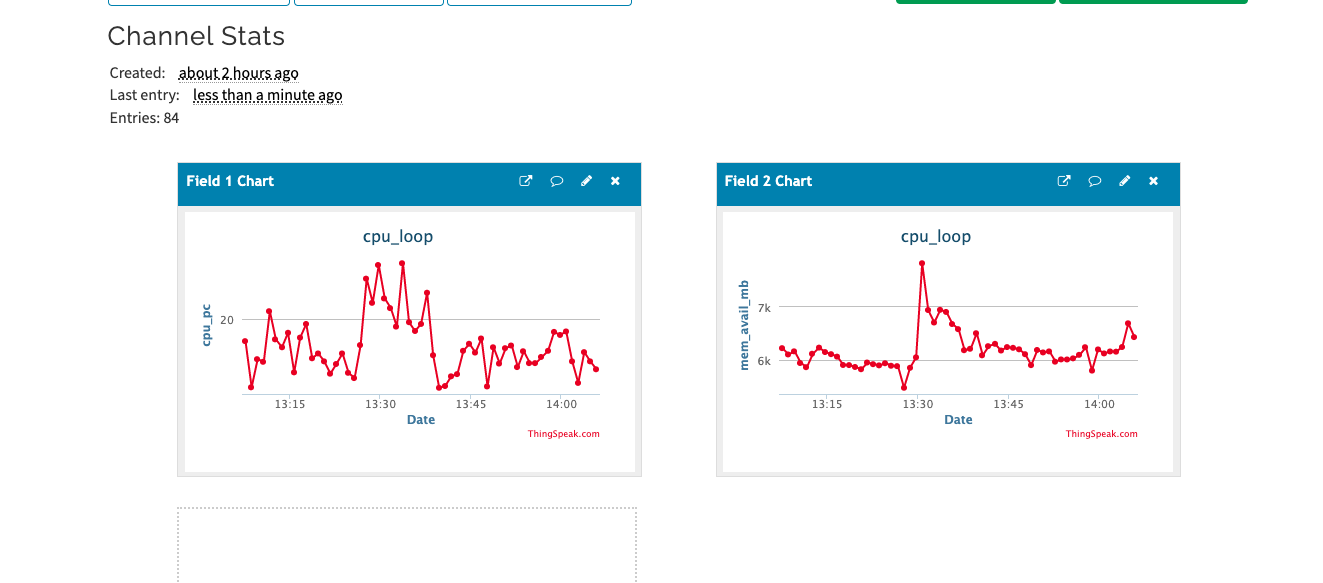 Channel Stats
Created: about 2 hours ago
Last entry: less than a minute ago
Entries: 84
Field 1 Chart
cpu_loop
cpu_pc
20
13:15 13:30 13:45 14:00
Date
ThingSpeak.com
Field 2 Chart
cpu_loop
mem_avail_mb
7k
6k
13:15 13:30 13:45 14:00
Date
ThingSpeak.com